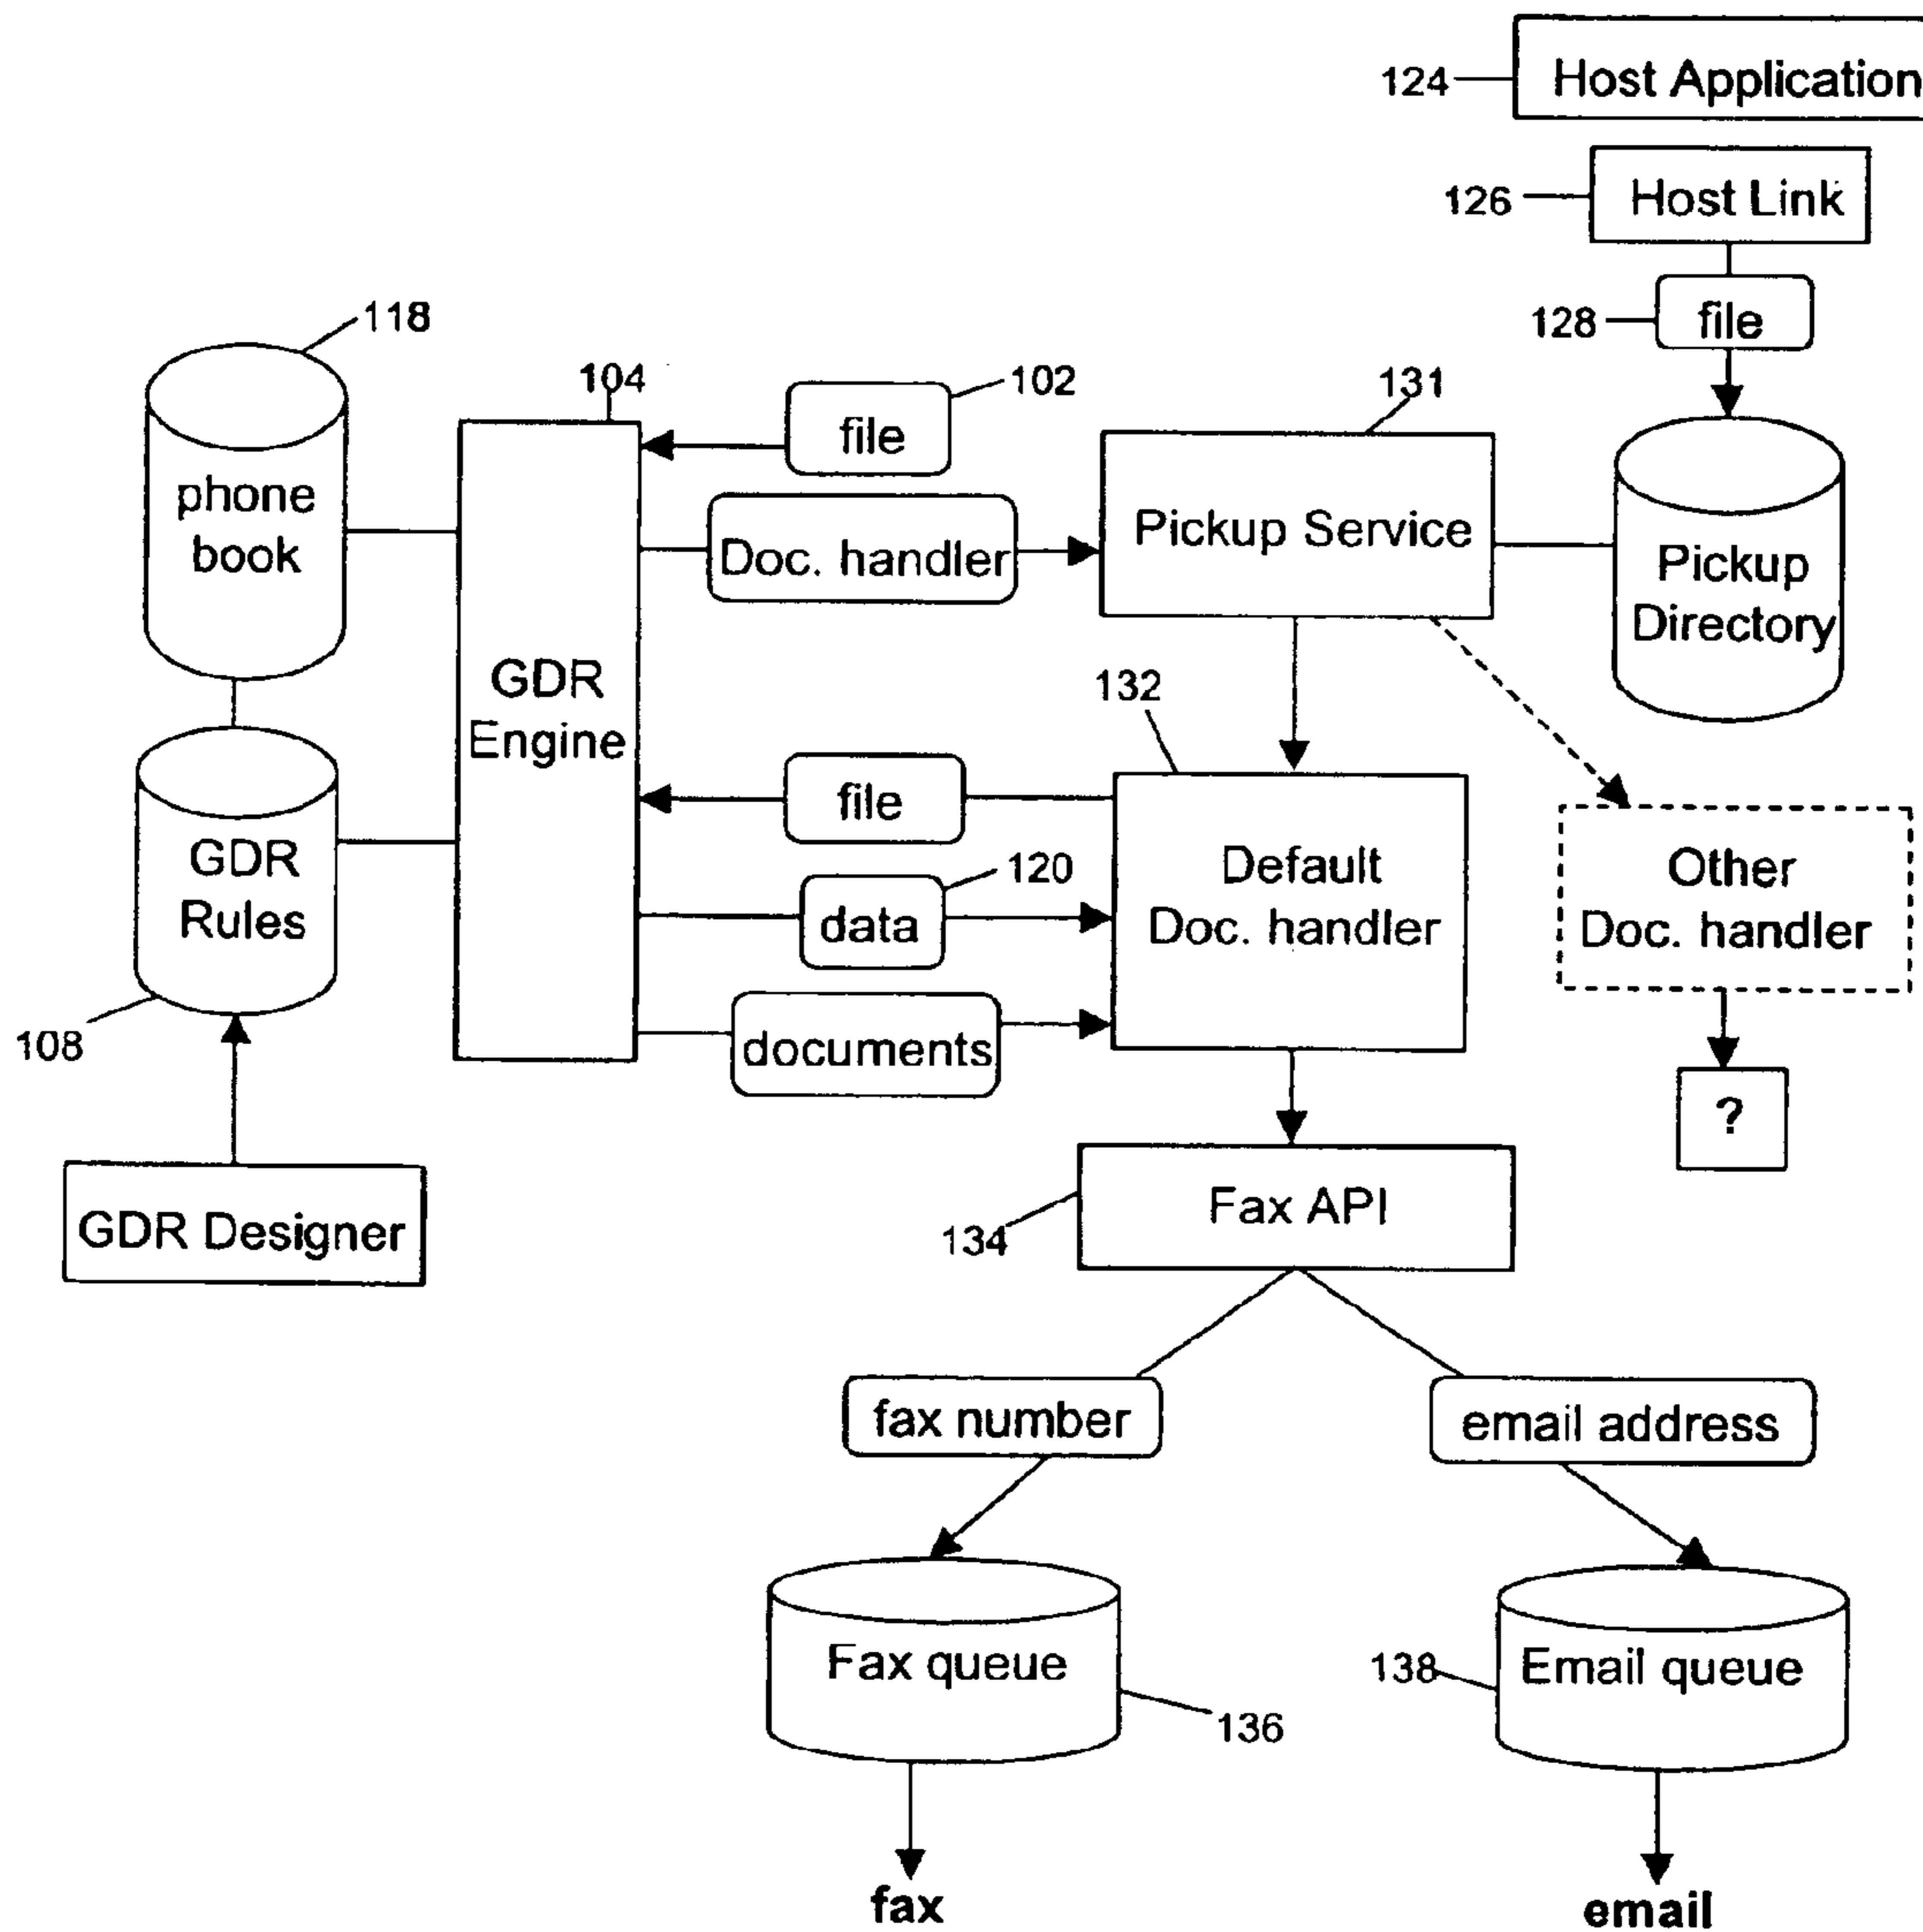 124
Host Application
126
Host Link
128
file
118
104
102
131
phone
book
file
Doc. handler
Pickup Service
Pickup
Directory
GDR
Engine
132
GDR
Rules
108
file
120
data
documents
Default
Doc. handler
Other
Doc. handler
?
GDR Designer
134
Fax API
fax number
email address
Fax queue
136
138
Email queue
fax
email